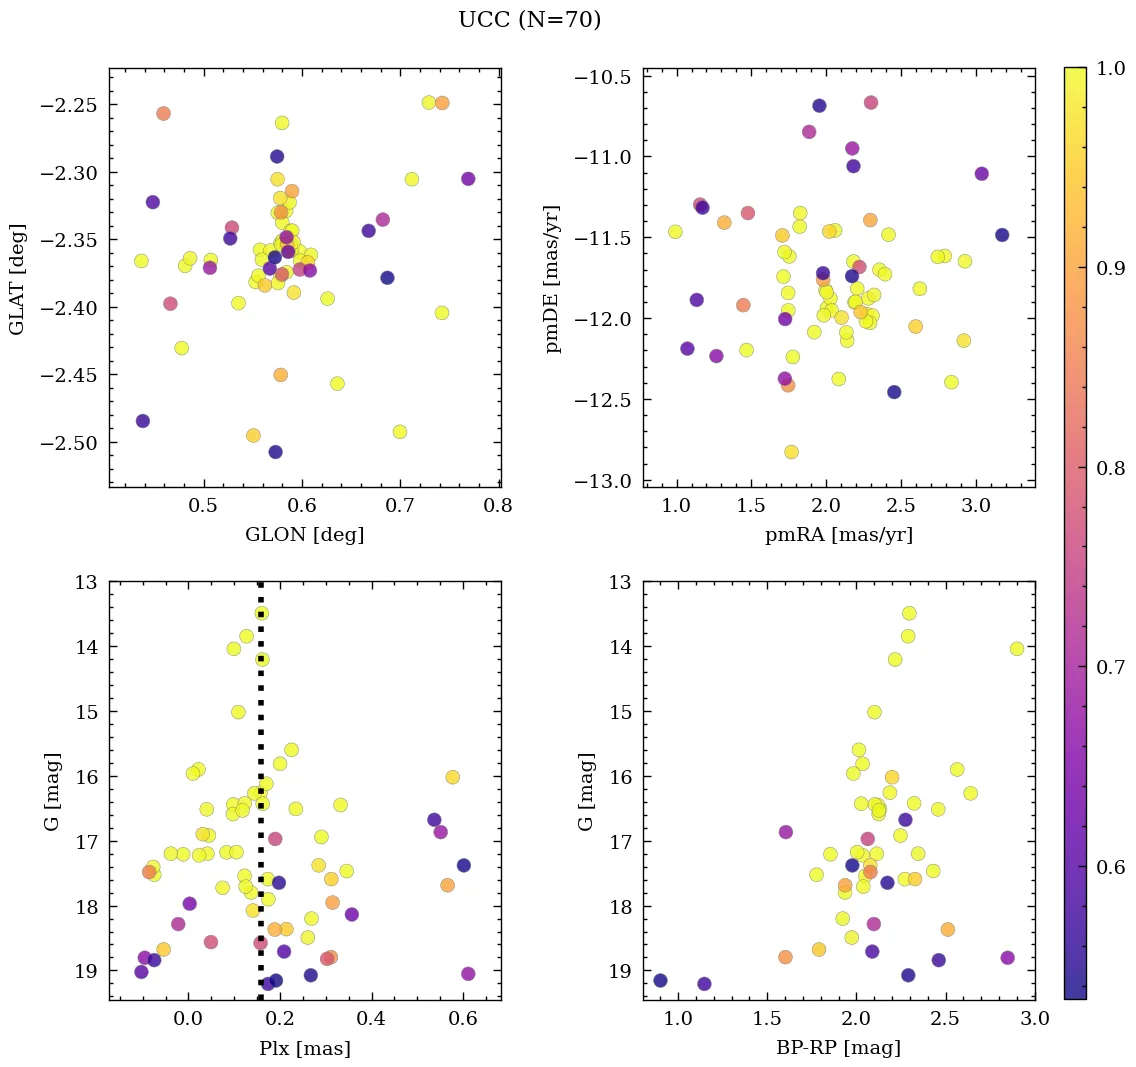 UCC (N=70)
−2.25
−2.30
−2.35
−2.40
−2.45
−2.50
GLAT [deg]
0.5 0.6 0.7 0.8
GLON [deg]
−10.5
−11.0
−11.5
−12.0
−12.5
−13.0
pmDE [mas/yr]
1.0 1.5 2.0 2.5 3.0
pmRA [mas/yr]
13
14
15
16
17
18
19
G [mag]
0.0 0.2 0.4 0.6
Plx [mas]
13
14
15
16
17
18
19
G [mag]
1.0 1.5 2.0 2.5 3.0
BP-RP [mag]
1.0
0.9
0.8
0.7
0.6